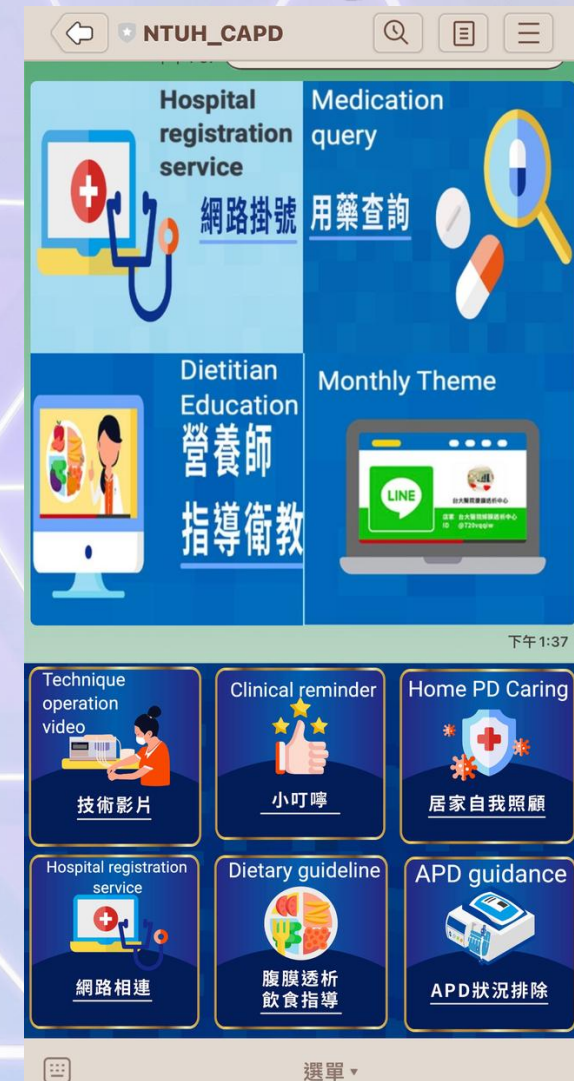 NTUH_CAPD
Hospital
registration
service
網路掛號
Medication
query
用藥查詢
Dietitian
Education
營養師
指導衛教
Monthly Theme
LINE
下午1:37
Technique
operation
video
技術影片
Clinical reminder
小叮嚀
Home PD Caring
居家自我照顧
Hospital registration
service
網路相連
Dietary guideline
腹膜透析
飲食指導
APD guidance
APD狀況排除
選單▾